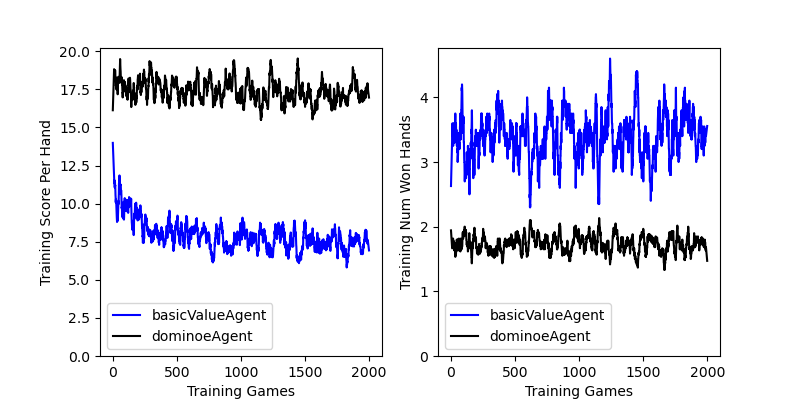 Training Score Per Hand
20.0
17.5
15.0
12.5
10.0
7.5
5.0
2.5
0.0
0 500 1000 1500 2000
Training Games
basicValueAgent
dominoeAgent
Training Num Won Hands
4
3
2
1
0
0 500 1000 1500 2000
Training Games
basicValueAgent
dominoeAgent